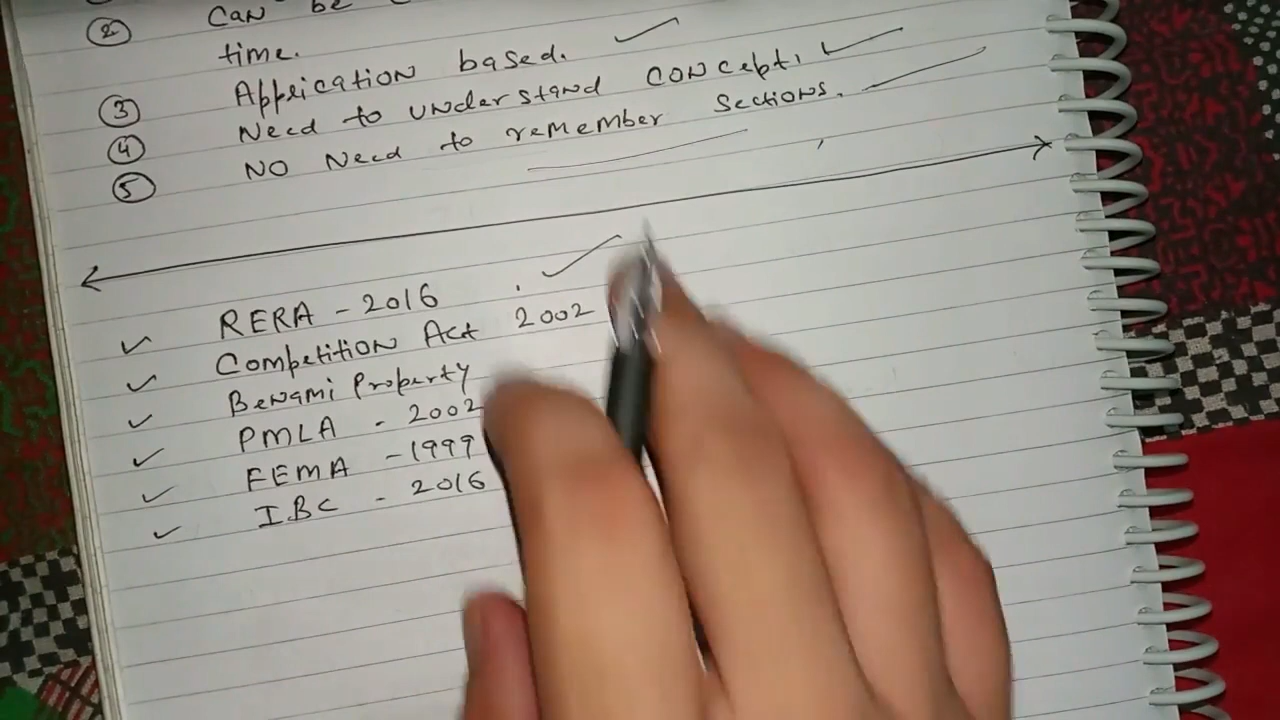 ② Can be
time.
③ Application based.
④ Need to understand concept.
⑤ No Need to remember sections.
RERA - 2016
Competition Act 2002
Benami Property
PMLA - 2002
FEMA - 1999
IBC - 2016